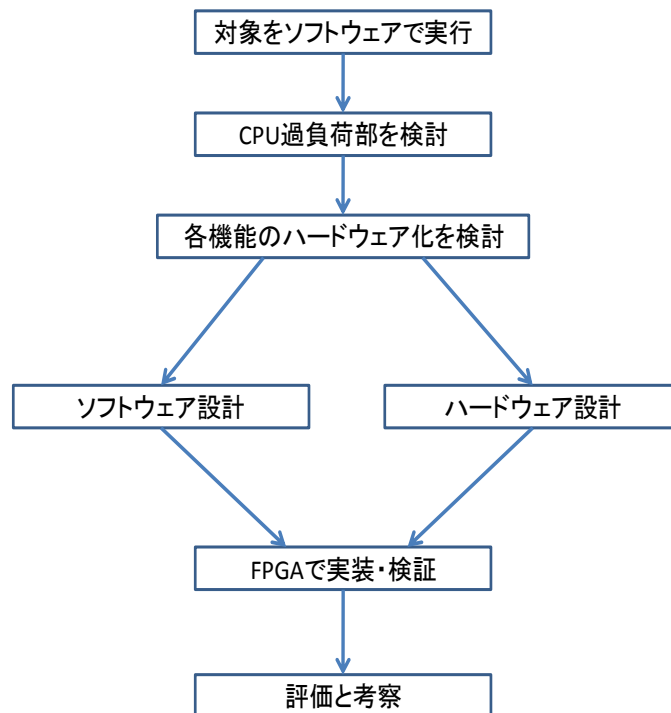 対象をソフトウェアで実行
CPU過負荷部を検討
各機能のハードウェア化を検討
ソフトウェア設計
ハードウェア設計
FPGAで実装・検証
評価と考察